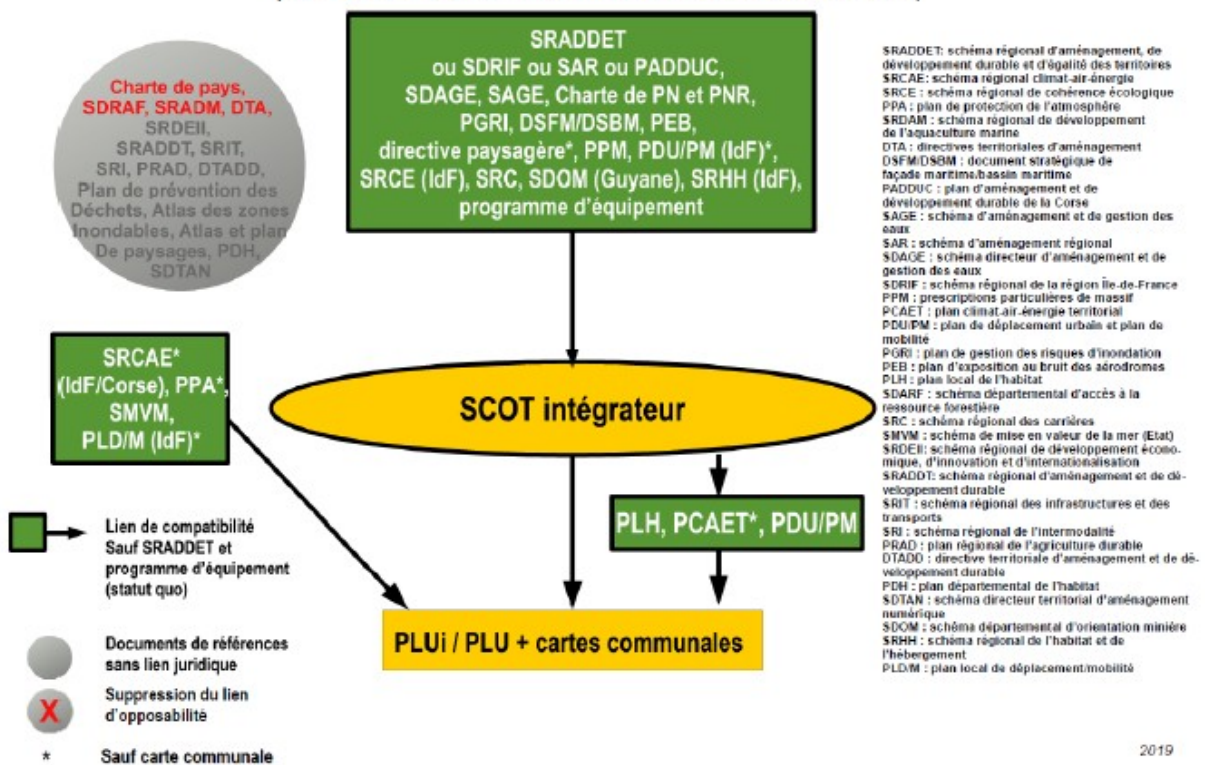 SRADDET
ou SDRIF ou SAR ou PADDUC,
SDAGE, SAGE, Charte de PN et PNR,
PGRI, DSFM/DSBM, PEB,
directive paysagère*, PPM, PDU/PM (IdF)*,
SRCE (IdF), SRC, SDOM (Guyane), SRHH (IdF),
programme d'équipement
Charte de pays,
SDRAF, SRADM, DTA,
SRDEII,
SRADDT, SRIT,
SRI, PRAD, DTADD,
Plan de prévention des
Déchets, Atlas des zones
Inondables, Atlas et plan
De paysages, PDH,
SDTAN
SRCAE*
(IdF/Corse), PPA*,
SMVM,
PLD/M (IdF)*
SCOT intégrateur
PLH, PCAET*, PDU/PM
PLUi / PLU + cartes communales
Lien de compatibilité
Sauf SRADDET et
programme d'équipement
(statut quo)
Documents de références
sans lien juridique
X
Suppression du lien
d'opposabilité
* Sauf carte communale
SRADDET: schéma régional d'aménagement, de
développement durable et d'égalité des territoires
SRCAE: schéma régional climat-air-énergie
SRCE : schéma régional de cohérence écologique
PPA : plan de protection de l'atmosphère
SRDAM : schéma régional de développement
de l'aquaculture marine
DTA : directives territoriales d'aménagement
DSFM/DSBM : document stratégique de
façade maritime/bassin maritime
PADDUC : plan d'aménagement et de
développement durable de la Corse
SAGE : schéma d'aménagement et de gestion des
eaux
SAR : schéma d'aménagement régional
SDAGE : schéma directeur d'aménagement et de
gestion des eaux
SDRIF : schéma régional de la région Île-de-France
PPM : prescriptions particulières de massif
PCAET : plan climat-air-énergie territorial
PDU/PM : plan de déplacement urbain et plan de
mobilité
PGRI : plan de gestion des risques d'inondation
PEB : plan d'exposition au bruit des aérodromes
PLH : plan local de l'habitat
SDARF : schéma départemental d'accès à la
ressource forestière
SRC : schéma régional des carrières
SMVM : schéma de mise en valeur de la mer (Etat)
SRDEII: schéma régional de développement écono-
mique, d'innovation et d'internationalisation
SRADDT: schéma régional d'aménagement et de dé-
veloppement durable
SRIT : schéma régional des infrastructures et des
transports
SRI : schéma régional de l'intermodalité
PRAD : plan régional de l'agriculture durable
DTADD : directive territoriale d'aménagement et de dé-
veloppement durable
PDH : plan départemental de l'habitat
SDTAN : schéma directeur territorial d'aménagement
numérique
SDOM : schéma départemental d'orientation minière
SRHH : schéma régional de l'habitat et de
l'hébergement
PLD/M : plan local de déplacement/mobilité
2019